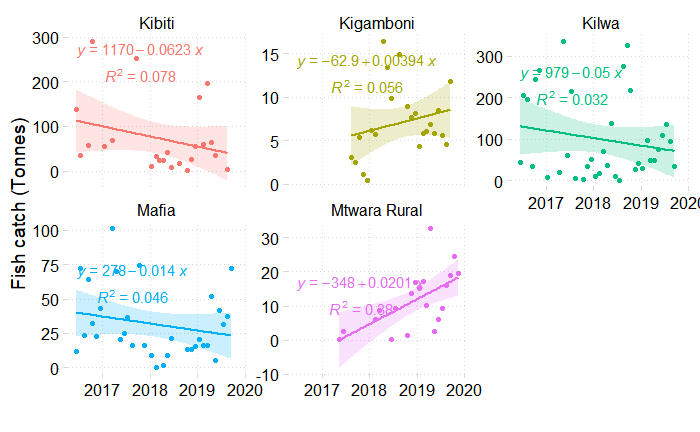 Kibiti
Kigamboni
Kilwa
300
200
100
0
y = 1170 − 0.0623 x
R² = 0.078
15
10
5
0
y = −62.9 + 0.00394 x
R² = 0.056
300
200
100
0
y = 979 − 0.05 x
R² = 0.032
2017 2018 2019 2020
Fish catch (Tonnes)
Mafia
Mtwara Rural
100
75
50
25
0
y = 278 − 0.014 x
R² = 0.046
30
20
10
0
-10
y = −348 + 0.0201 x
R² = 0.38
2017 2018 2019 2020
2017 2018 2019 2020